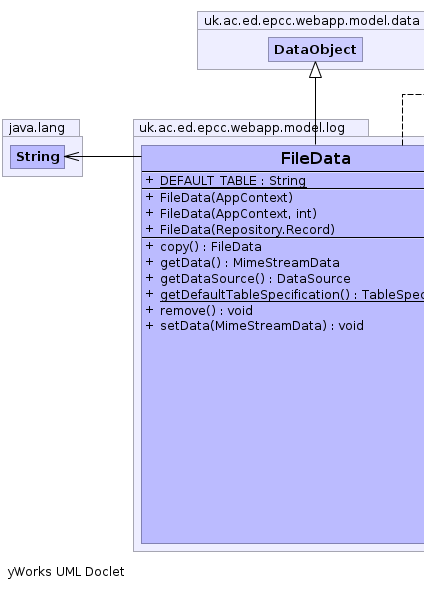 uk.ac.ed.epcc.webapp.model.data
DataObject
java.lang
String
uk.ac.ed.epcc.webapp.model.log
FileData
+ DEFAULT_TABLE : String
+ FileData(AppContext)
+ FileData(AppContext, int)
+ FileData(Repository.Record)
+ copy() : FileData
+ getData() : MimeStreamData
+ getDataSource() : DataSource
+ getDefaultTableSpecification() : TableSpec
+ remove() : void
+ setData(MimeStreamData) : void
yWorks UML Doclet